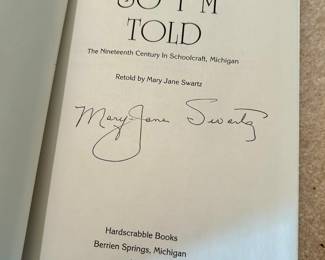 SO I'M
TOLD
The Nineteenth Century In Schoolcraft, Michigan
Retold by Mary Jane Swartz
Mary Jane Swartz
Hardscrabble Books
Berrien Springs, Michigan